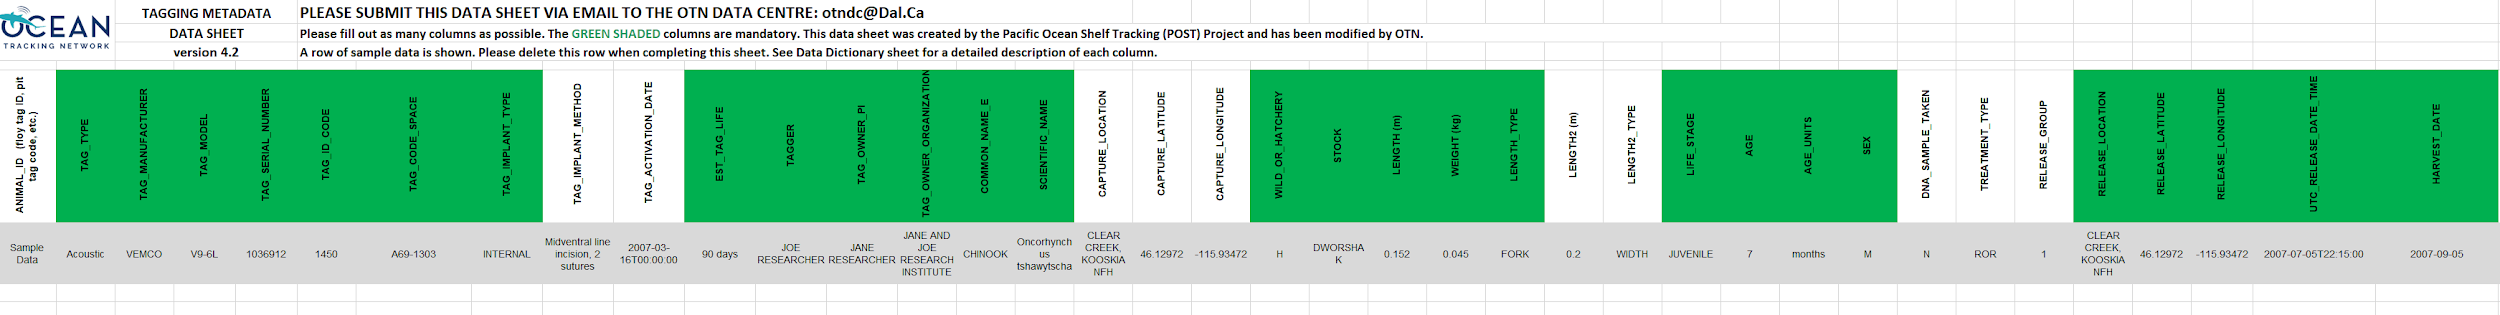 OCEAN
TRACKING NETWORK
TAGGING METADATA
DATA SHEET
version 4.2
PLEASE SUBMIT THIS DATA SHEET VIA EMAIL TO THE OTN DATA CENTRE: otndc@Dal.Ca
Please fill out as many columns as possible. The GREEN SHADED columns are mandatory. This data sheet was created by the Pacific Ocean Shelf Tracking (POST) Project and has been modified by OTN.
A row of sample data is shown. Please delete this row when completing this sheet. See Data Dictionary sheet for a detailed description of each column.
ANIMAL_ID (floy tag ID, pit
tag code, etc.)
TAG_TYPE
TAG_MANUFACTURER
TAG_MODEL
TAG_SERIAL_NUMBER
TAG_ID_CODE
TAG_CODE_SPACE
TAG_IMPLANT_TYPE
TAG_IMPLANT_METHOD
TAG_ACTIVATION_DATE
EST_TAG_LIFE
TAGGER
TAG_OWNER_PI
TAG_OWNER_ORGANIZATION
COMMON_NAME_E
SCIENTIFIC_NAME
CAPTURE_LOCATION
CAPTURE_LATITUDE
CAPTURE_LONGITUDE
WILD_OR_HATCHERY
STOCK
LENGTH (m)
WEIGHT (kg)
LENGTH_TYPE
LENGTH2 (m)
LENGTH2_TYPE
LIFE_STAGE
AGE
AGE_UNITS
SEX
DNA_SAMPLE_TAKEN
TREATMENT_TYPE
RELEASE_GROUP
RELEASE_LOCATION
RELEASE_LATITUDE
RELEASE_LONGITUDE
UTC_RELEASE_DATE_TIME
HARVEST_DATE
Sample
Data
Acoustic
VEMCO
V9-6L
1036912
1450
A69-1303
INTERNAL
Midventral line
incision, 2
sutures
2007-03-
16T00:00:00
90 days
JOE
RESEARCHER
JANE
RESEARCHER
JANE AND
JOE
RESEARCH
INSTITUTE
CHINOOK
Oncorhynch
us
tshawytscha
CLEAR
CREEK,
KOOSKIA
NFH
46.12972
-115.93472
H
DWORSHA
K
0.152
0.045
FORK
0.2
WIDTH
JUVENILE
7
months
M
N
ROR
1
CLEAR
CREEK,
KOOSKIA
NFH
46.12972
-115.93472
2007-07-05T22:15:00
2007-09-05